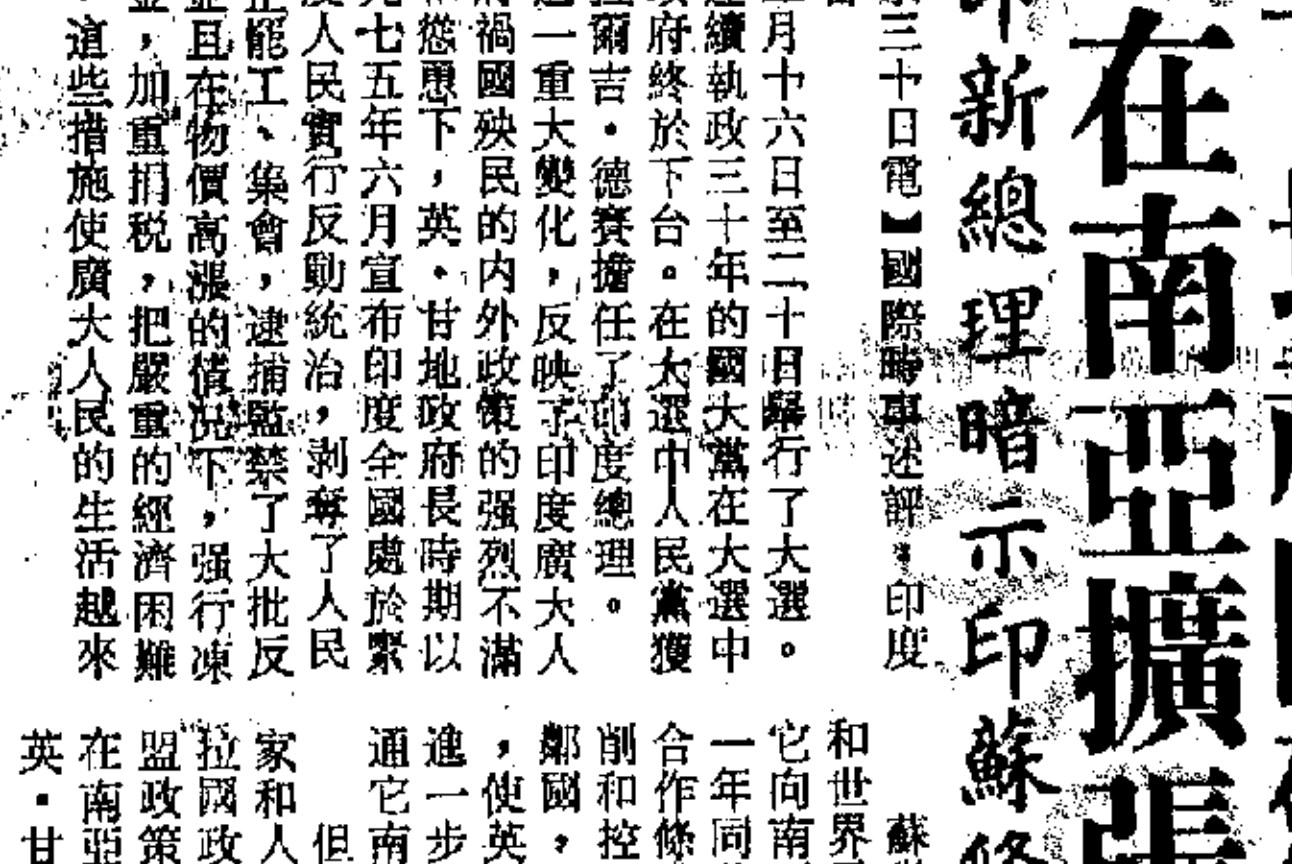 在南亞擴張
印新總理暗示印蘇修
三十日電】國際時事述評：印度
月十六日至二十日舉行了大選。
連續執政三十年的國大黨在大選中
政府終於下台。在大選中人民黨獲
爾吉·德賽擔任了印度總理。
一重大變化，反映了印度廣大人
禍國殃民的内外政策的强烈不滿
慫恿下，英·甘地政府長時期以
七五年六月宣布印度全國處於緊
人民實行反動統治，剥奪了人民
罷工、集會，逮捕監禁了大批反
且在物價高漲的情况下，强行凍
，加重捐税，把嚴重的經濟困難
。這些措施使廣大人民的生活越來
蘇
和世界
它向南
一年同
合作條
削和控
鄰國，
，使英
進一步
通它南
但
家和人
拉國政
盟政策
在南亞
英·甘